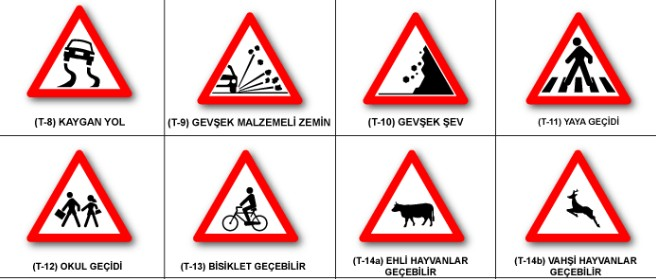 (T-8) KAYGAN YOL
(T-9) GEVŞEK MALZEMELİ ZEMİN
(T-10) GEVŞEK ŞEV
(T-11) YAYA GEÇİDİ
(T-12) OKUL GEÇİDİ
(T-13) BİSİKLET GEÇEBİLİR
(T-14a) EHLİ HAYVANLAR
GEÇEBİLİR
(T-14b) VAHŞİ HAYVANLAR
GEÇEBİLİR